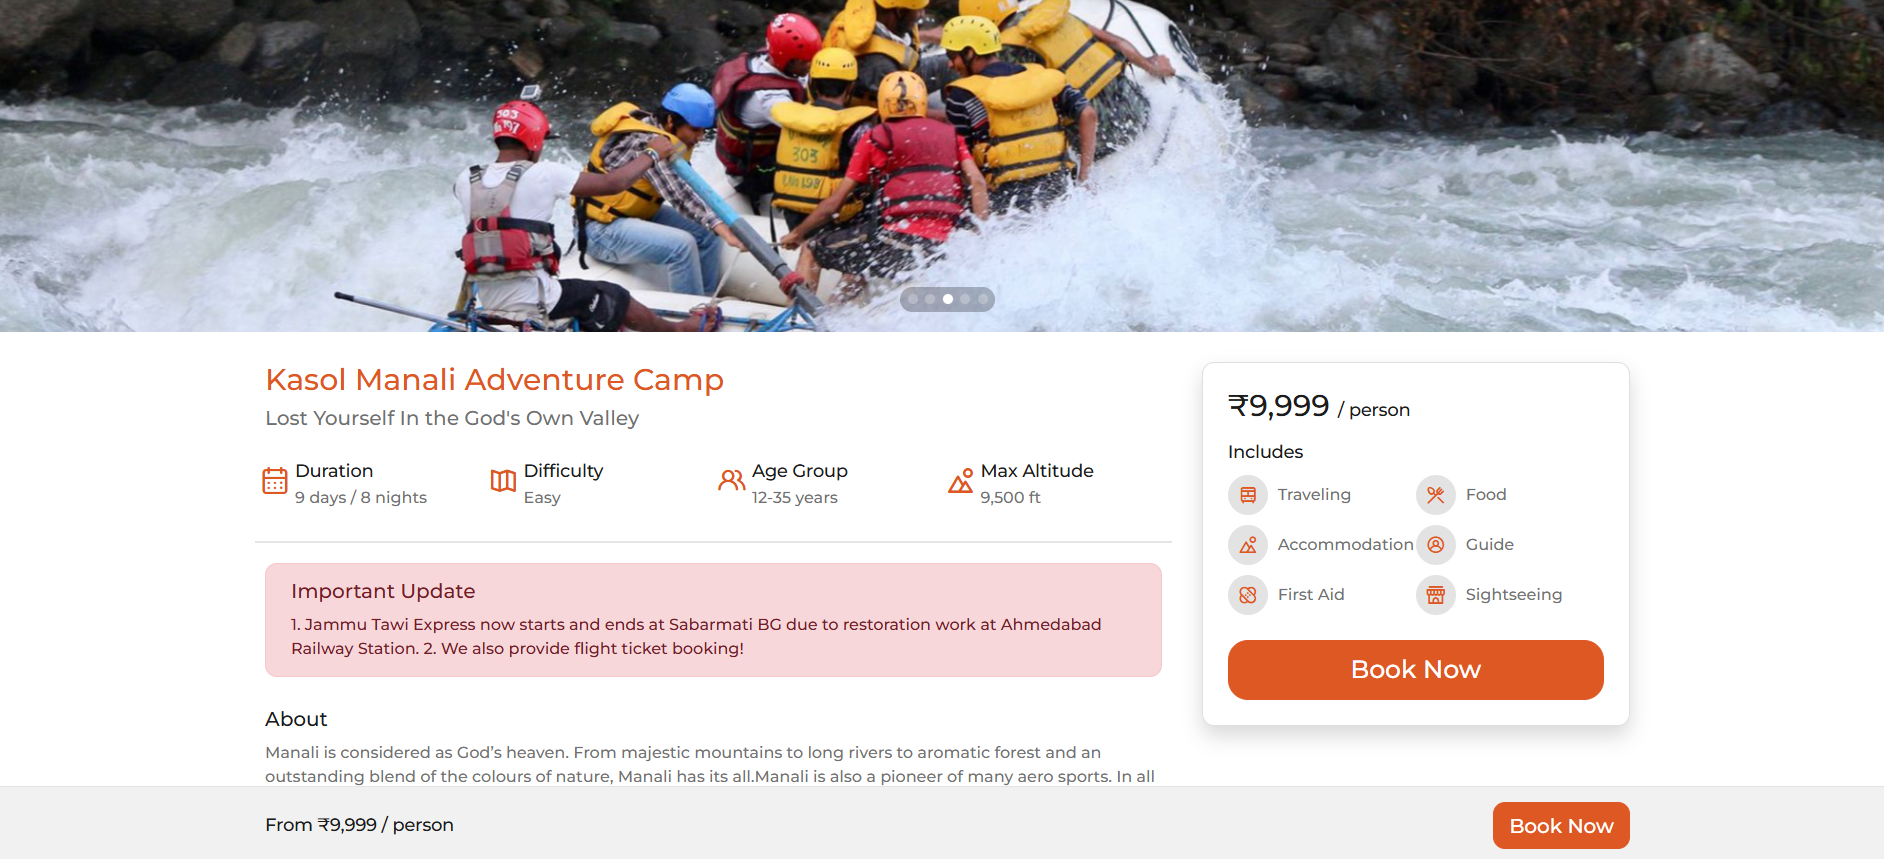 303
303
Kasol Manali Adventure Camp
Lost Yourself In the God's Own Valley
Duration
9 days / 8 nights
Difficulty
Easy
Age Group
12-35 years
Max Altitude
9,500 ft
Important Update
1. Jammu Tawi Express now starts and ends at Sabarmati BG due to restoration work at Ahmedabad
Railway Station. 2. We also provide flight ticket booking!
About
Manali is considered as God’s heaven. From majestic mountains to long rivers to aromatic forest and an
outstanding blend of the colours of nature, Manali has its all.Manali is also a pioneer of many aero sports. In all
₹9,999 / person
Includes
Traveling
Food
Accommodation
Guide
First Aid
Sightseeing
Book Now
From ₹9,999 / person
Book Now